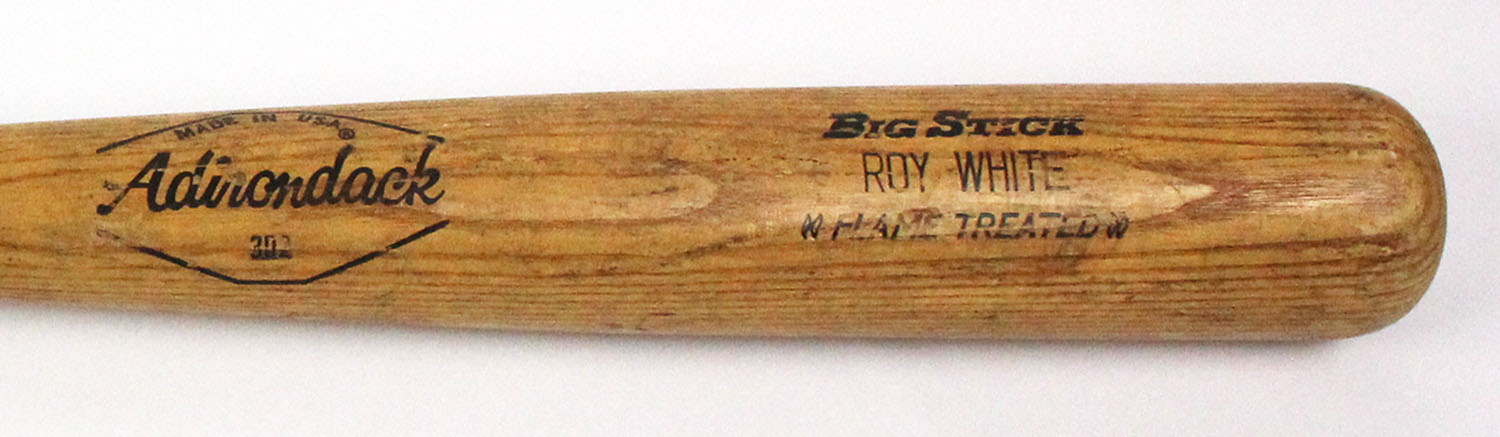 MADE IN USA®
Adirondack
302
BIG STICK
ROY WHITE
FLAME TREATED